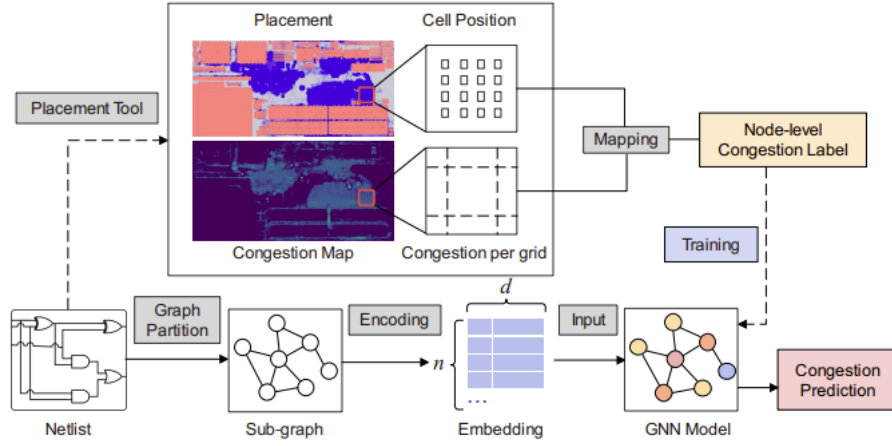 Placement
Cell Position
Placement Tool
Mapping
Node-level
Congestion Label
Congestion Map
Congestion per grid
Training
Graph
Partition
Encoding
d
Input
n
...
Congestion
Prediction
Netlist
Sub-graph
Embedding
GNN Model